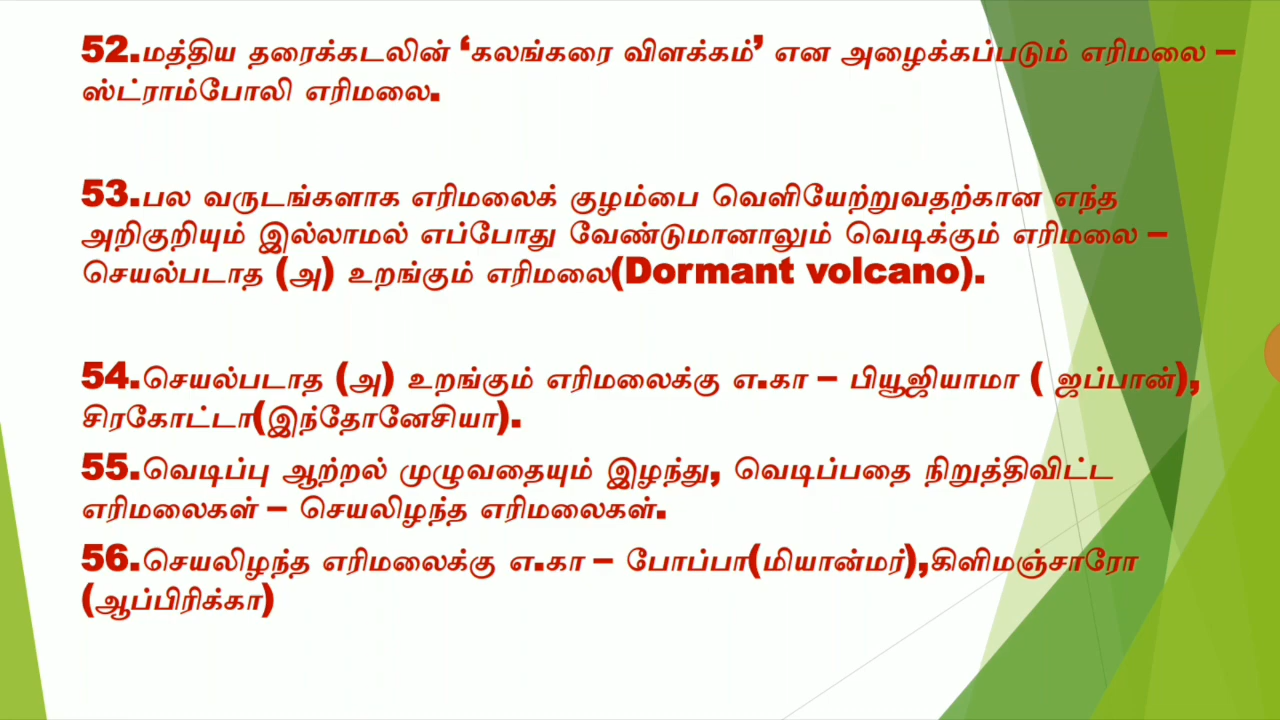 52.மத்திய தரைக்கடலின் ‘கலங்கரை விளக்கம்’ என அழைக்கப்படும் எரிமலை –
ஸ்ட்ராம்போலி எரிமலை.
53.பல வருடங்களாக எரிமலைக் குழம்பை வெளியேற்றுவதற்கான எந்த
அறிகுறியும் இல்லாமல் எப்போது வேண்டுமானாலும் வெடிக்கும் எரிமலை –
செயல்படாத (அ) உறங்கும் எரிமலை(Dormant volcano).
54.செயல்படாத (அ) உறங்கும் எரிமலைக்கு எ.கா – பியூஜியாமா ( ஜப்பான்),
சிரகோட்டா(இந்தோனேசியா).
55.வெடிப்பு ஆற்றல் முழுவதையும் இழந்து, வெடிப்பதை நிறுத்திவிட்ட
எரிமலைகள் – செயலிழந்த எரிமலைகள்.
56.செயலிழந்த எரிமலைக்கு எ.கா – போப்பா(மியான்மர்),கிளிமஞ்சாரோ
(ஆப்பிரிக்கா)